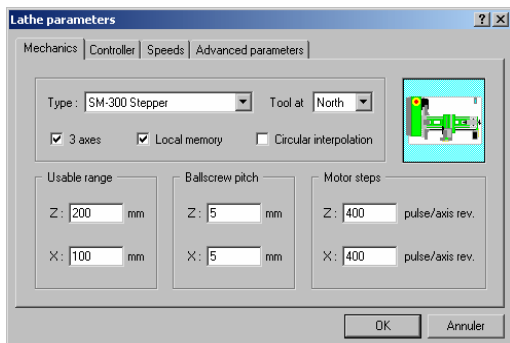 Lathe parameters
Mechanics Controller Speeds Advanced parameters
Type : SM-300 Stepper Tool at North
3 axes Local memory Circular interpolation
Usable range Ballscrew pitch Motor steps
Z : 200 mm Z : 5 mm Z : 400 pulse/axis rev.
X : 100 mm X : 5 mm X : 400 pulse/axis rev.
OK Annuler